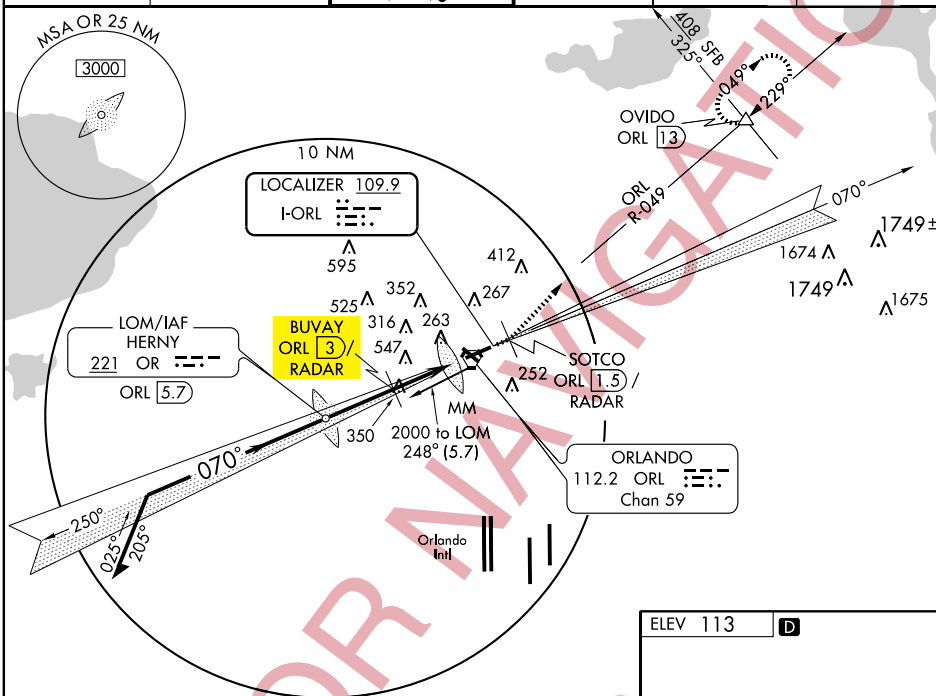 MSA OR 25 NM
3000
408 SFB
325°
049°
229°
OVIDO
ORL 13
10 NM
LOCALIZER 109.9
I-ORL
ORL
R-049
070°
1749±
1674
1749
1675
595
412
525
352
267
316
263
547
LOM/IAF
HERNY
221 OR
ORL 5.7
BUVAY
ORL 3/
RADAR
SOTCO
ORL 1.5/
RADAR
252
MM
350
2000 to LOM
248° (5.7)
070°
250°
025°
205°
ORLANDO
112.2 ORL
Chan 59
Orlando
Intl
ELEV 113 D
OR NAVIGATIO